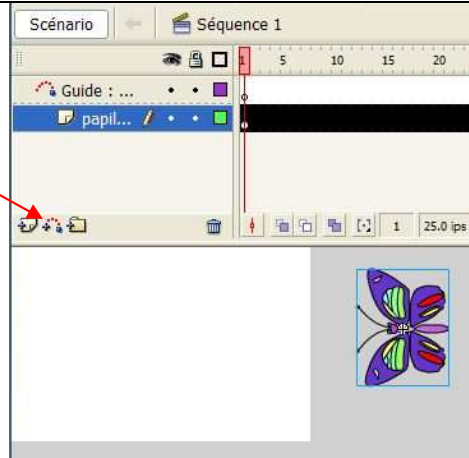 Scénario Séquence 1
1 5 10 15 20
Guide : ...
papil...
1 25.0 ips